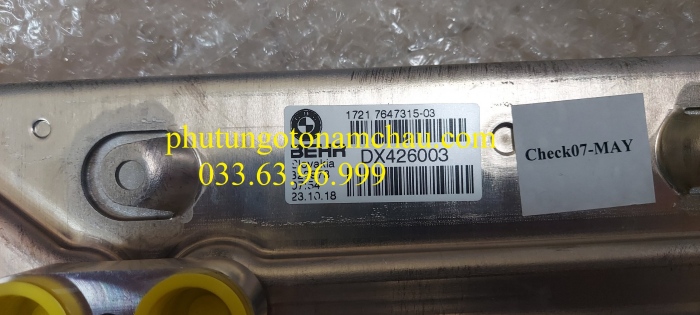 1721 7647315-03
phutungotonamchau.com
BEHR
DX426003
Slovakia
033.63.96.999
23.10.18
Check07-MAY